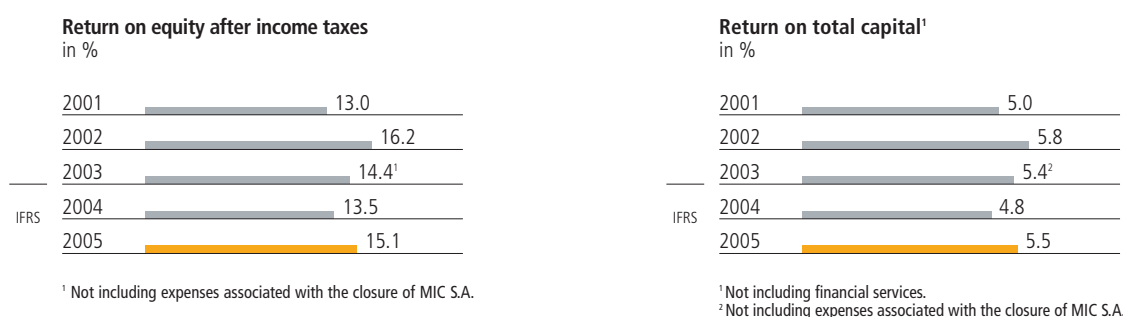 Return on equity after income taxes
in %
2001 13.0
2002 16.2
2003 14.4¹
IFRS
2004 13.5
2005 15.1
¹ Not including expenses associated with the closure of MIC S.A.
Return on total capital¹
in %
2001 5.0
2002 5.8
2003 5.4²
IFRS
2004 4.8
2005 5.5
¹ Not including financial services.
² Not including expenses associated with the closure of MIC S.A.